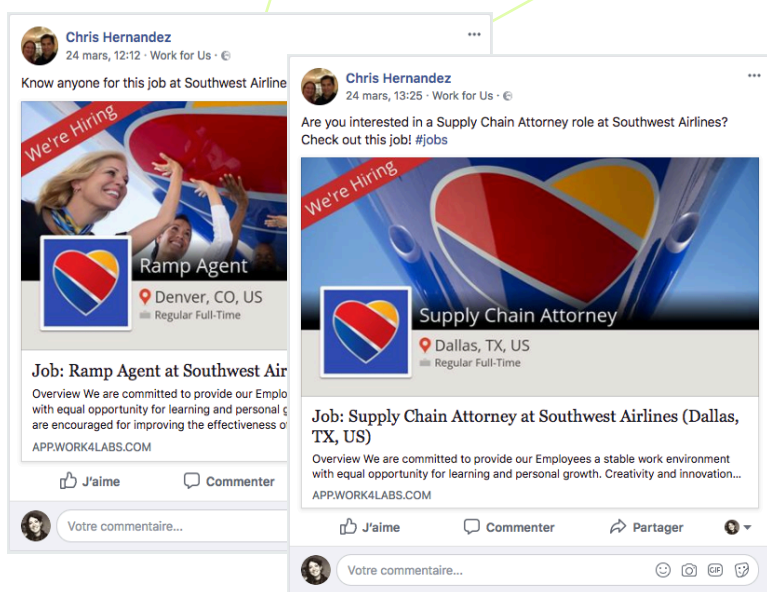 Chris Hernandez
24 mars, 12:12 · Work for Us ·
Know anyone for this job at Southwest Airline
We're Hiring
Ramp Agent
Denver, CO, US
Regular Full-Time
Job: Ramp Agent at Southwest Air
Overview We are committed to provide our Emplo
with equal opportunity for learning and personal g
are encouraged for improving the effectiveness o
APP.WORK4LABS.COM
J'aime
Commenter
Votre commentaire...
Chris Hernandez
24 mars, 13:25 · Work for Us ·
Are you interested in a Supply Chain Attorney role at Southwest Airlines?
Check out this job! #jobs
We're Hiring
Supply Chain Attorney
Dallas, TX, US
Regular Full-Time
Job: Supply Chain Attorney at Southwest Airlines (Dallas,
TX, US)
Overview We are committed to provide our Employees a stable work environment
with equal opportunity for learning and personal growth. Creativity and innovation...
APP.WORK4LABS.COM
J'aime
Commenter
Partager
Votre commentaire...
GIF